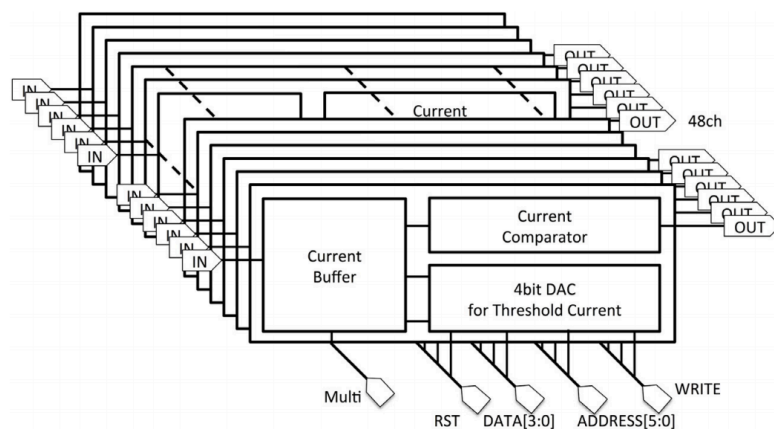 OUT
OUT
OUT
OUT
OUT
OUT
48ch
IN
IN
IN
IN
IN
IN
Current
OUT
OUT
OUT
OUT
OUT
OUT
IN
IN
IN
IN
IN
IN
Current
Buffer
Current
Comparator
4bit DAC
for Threshold Current
Multi
RST
DATA[3:0]
ADDRESS[5:0]
WRITE